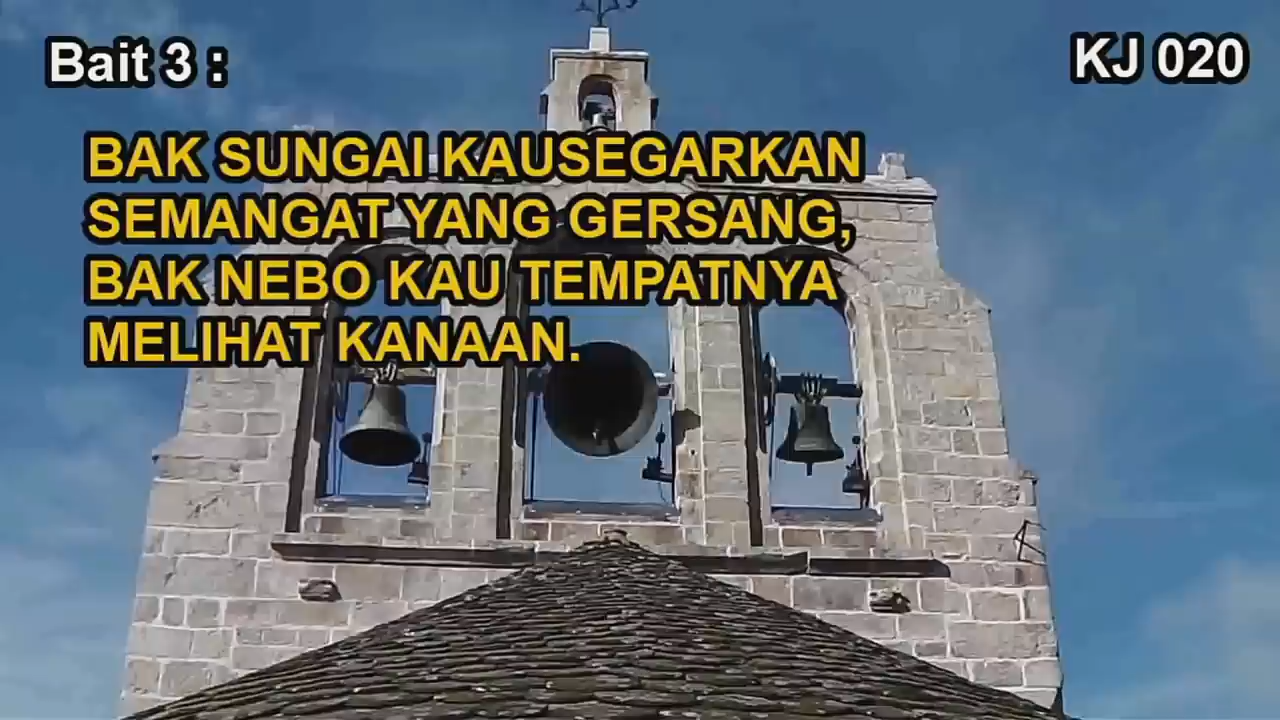 Bait 3 :
KJ 020
BAK SUNGAI KAUSEGARKAN
SEMANGAT YANG GERSANG,
BAK NEBO KAU TEMPATNYA
MELIHAT KANAAN.